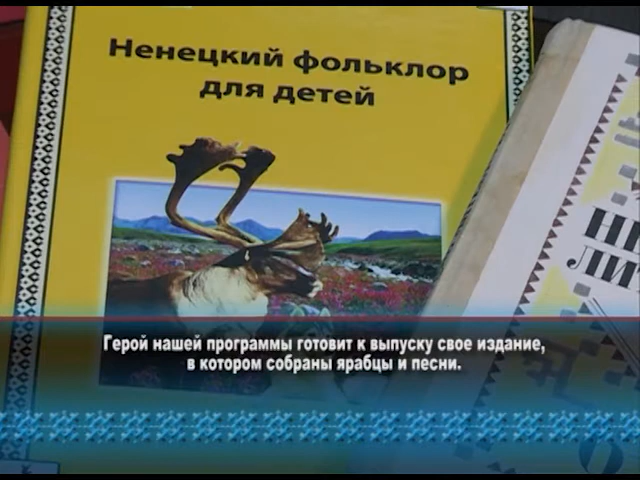 Ненецкий фольклор
для детей
Герой нашей программы готовит к выпуску свое издание,
в котором собраны ярабцы и песни.